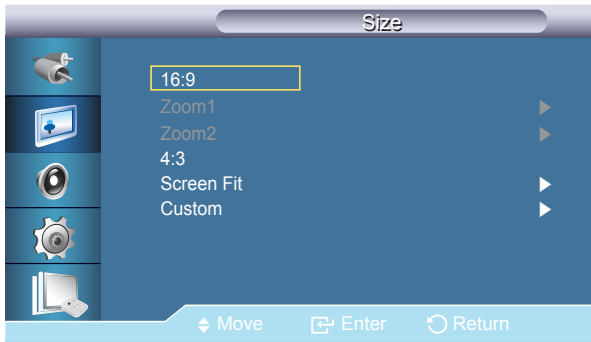 Size
16:9
Zoom1
Zoom2
4:3
Screen Fit
Custom
Move Enter Return